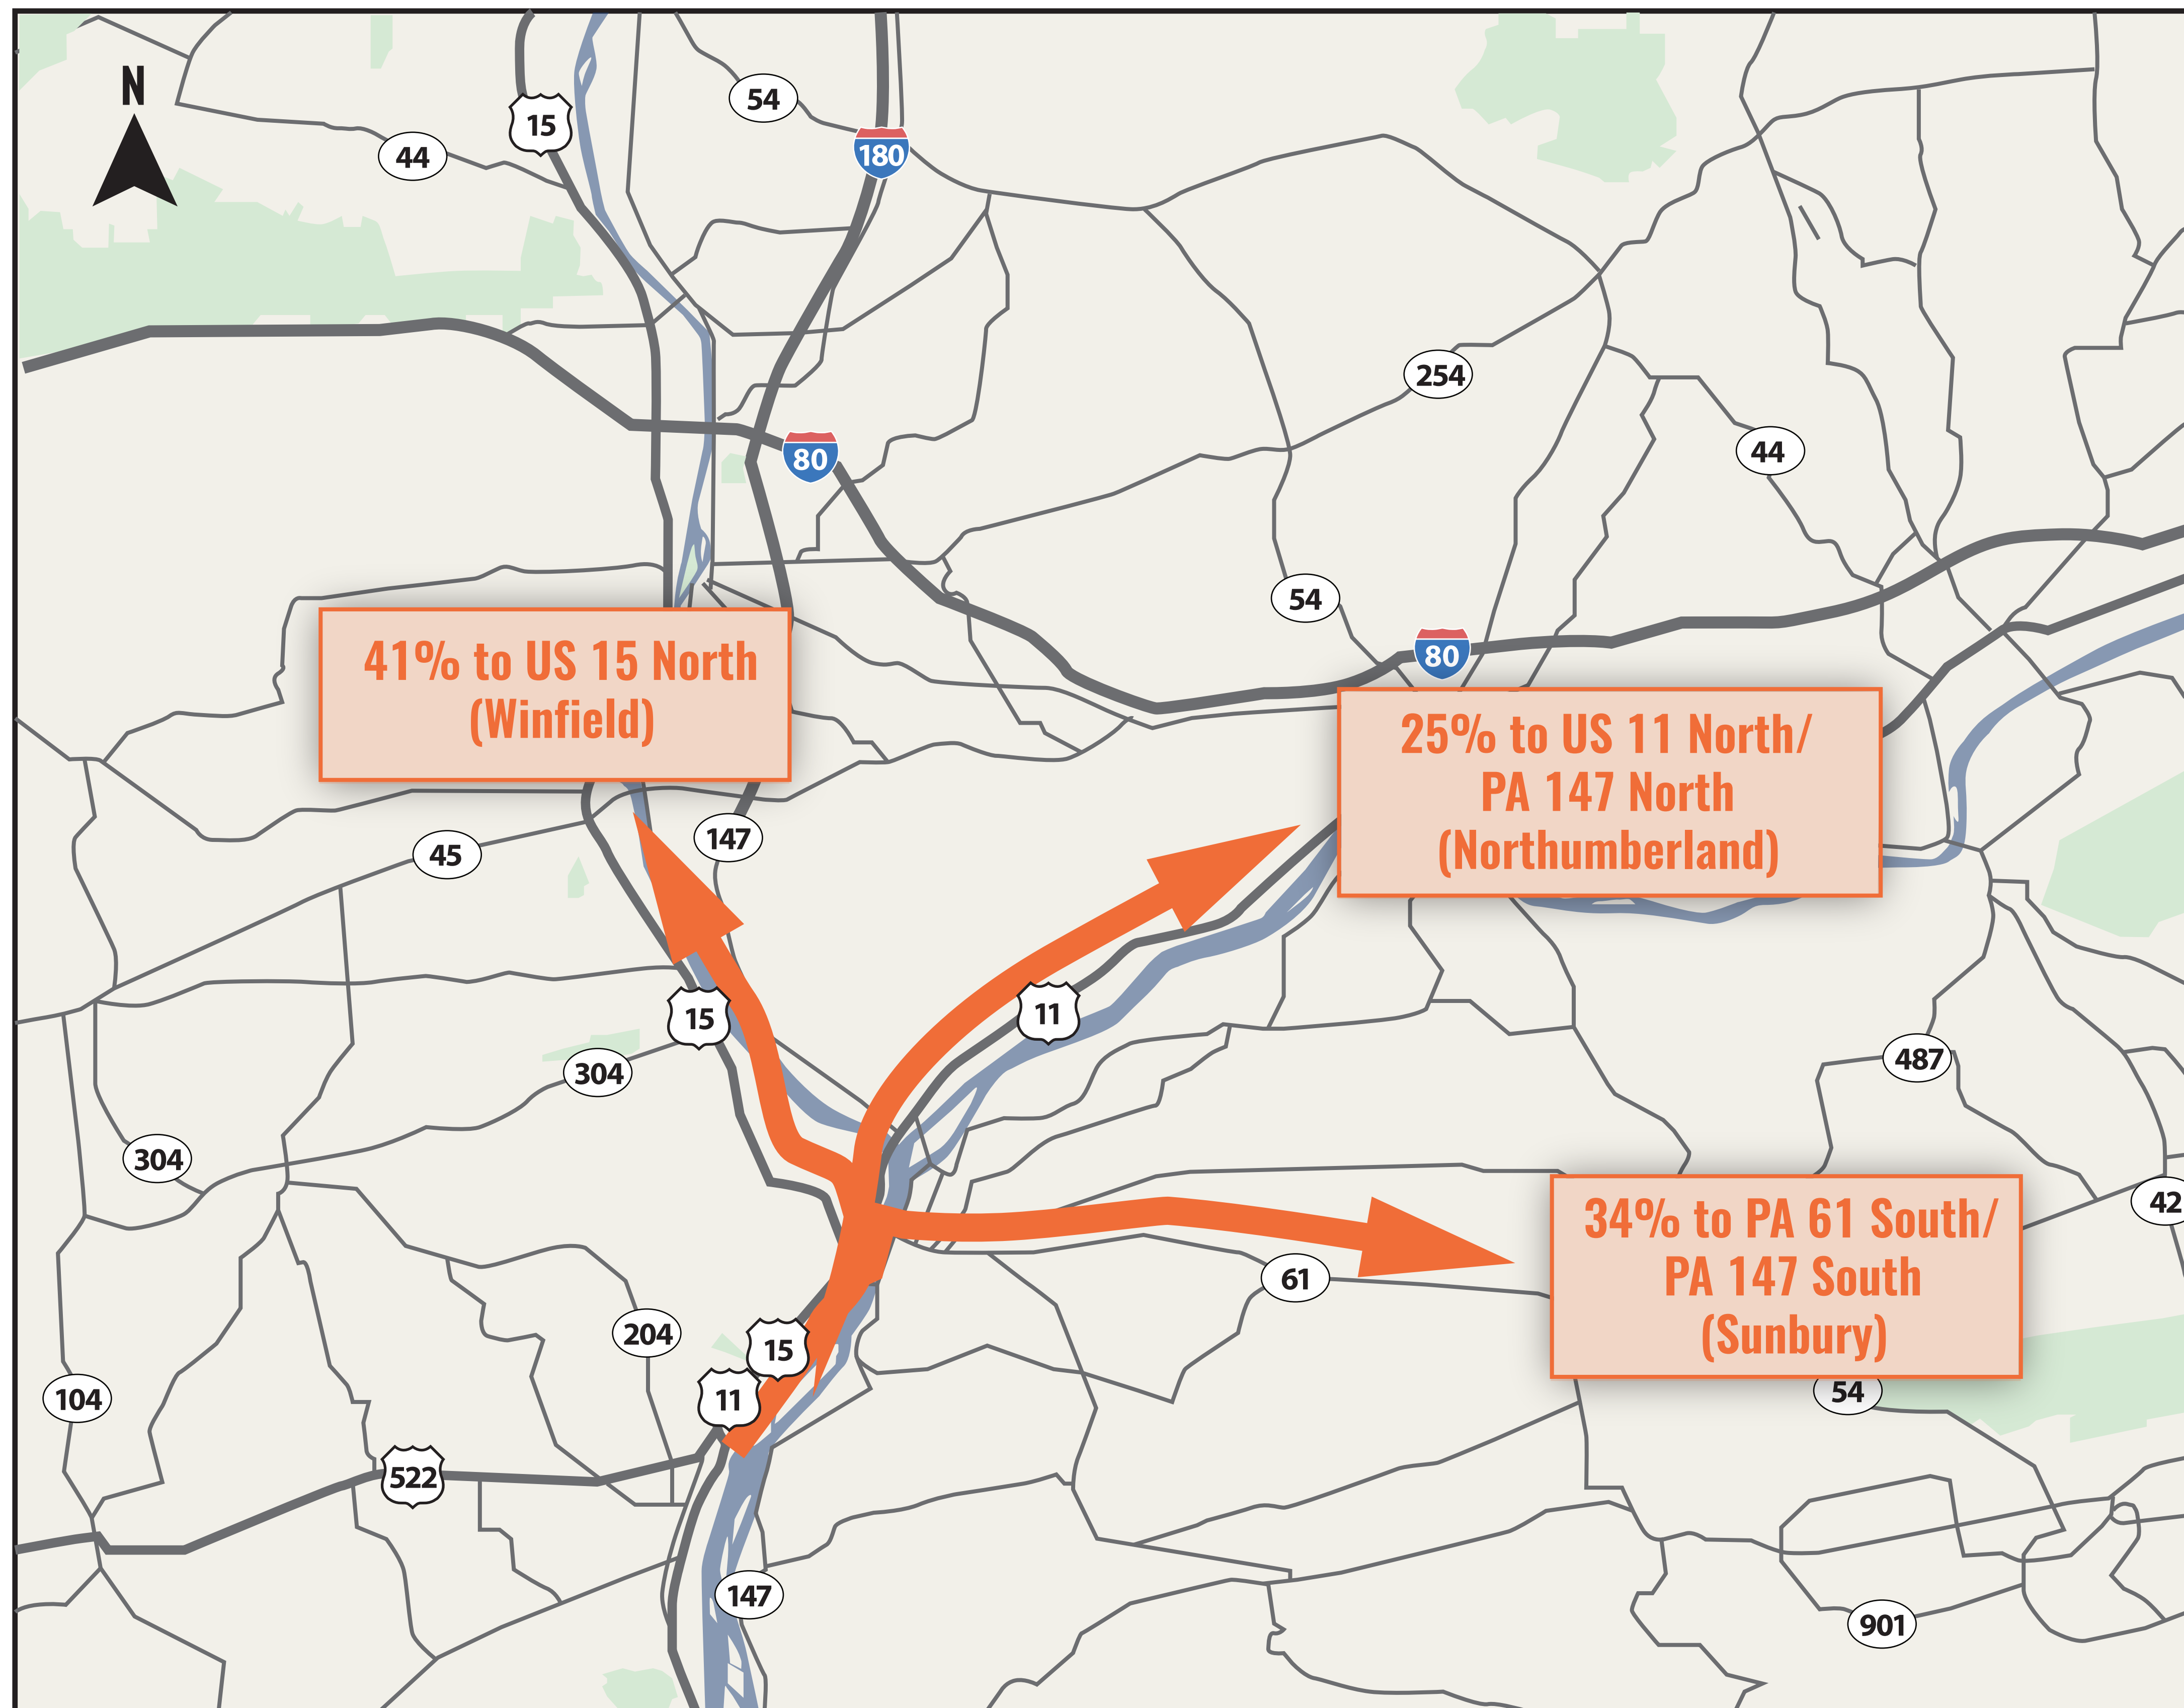 N
15
54
44
180
254
80
44
54
80
41% to US 15 North
(Winfield)
25% to US 11 North/
PA 147 North
(Northumberland)
147
45
15
11
304
487
304
42
34% to PA 61 South/
PA 147 South
(Sunbury)
61
204
15
11
104
54
522
147
901